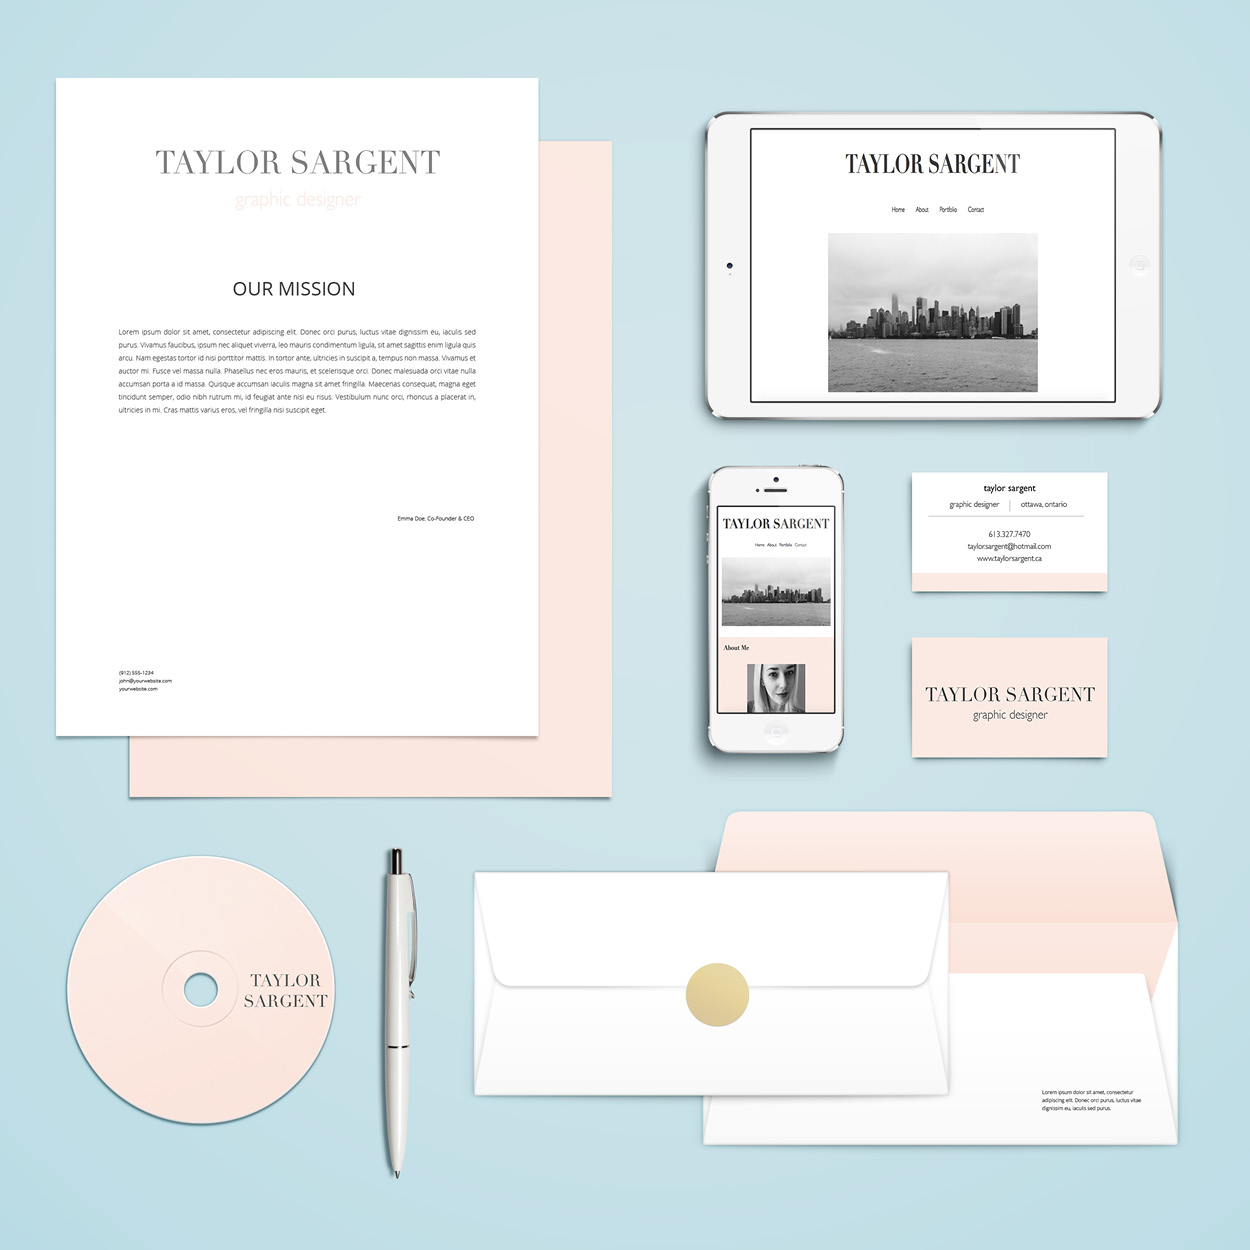 TAYLOR SARGENT
graphic designer
OUR MISSION
Lorem ipsum dolor sit amet, consectetur adipiscing elit. Donec orci purus, luctus vitae dignissim eu, iaculis sed
purus. Vivamus faucibus, ipsum nec aliquet viverra, leo mauris condimentum ligula, sit amet sagittis enim ligula quis
arcu. Nam egestas tortor id nisi porttitor mattis. In tortor ante, ultricies in suscipit a, tempus non massa. Vivamus et
auctor mi. Fusce vel massa nulla. Phasellus nec eros mauris, et scelerisque orci. Donec malesuada orci vitae nulla
accumsan porta a id massa. Quisque accumsan iaculis magna sit amet fringilla. Maecenas consequat, magna eget
tincidunt semper, odio nibh rutrum mi, id feugiat ante nisi eu risus. Vestibulum nunc orci, rhoncus a placerat in,
ultricies in mi. Cras mattis varius eros, vel fringilla nisi suscipit eget.
Emma Doe, Co-Founder & CEO
(912) 555-1234
john@yourwebsite.com
yourwebsite.com
TAYLOR SARGENT
Home About Portfolio Contact
TAYLOR SARGENT
Home About Portfolio Contact
About Me
taylor sargent
graphic designer | ottawa, ontario
613.327.7470
taylorsargent@hotmail.com
www.taylorsargent.ca
TAYLOR SARGENT
graphic designer
TAYLOR
SARGENT
Lorem ipsum dolor sit amet, consectetur
adipiscing elit. Donec orci purus, luctus vitae
dignissim eu, iaculis sed purus.